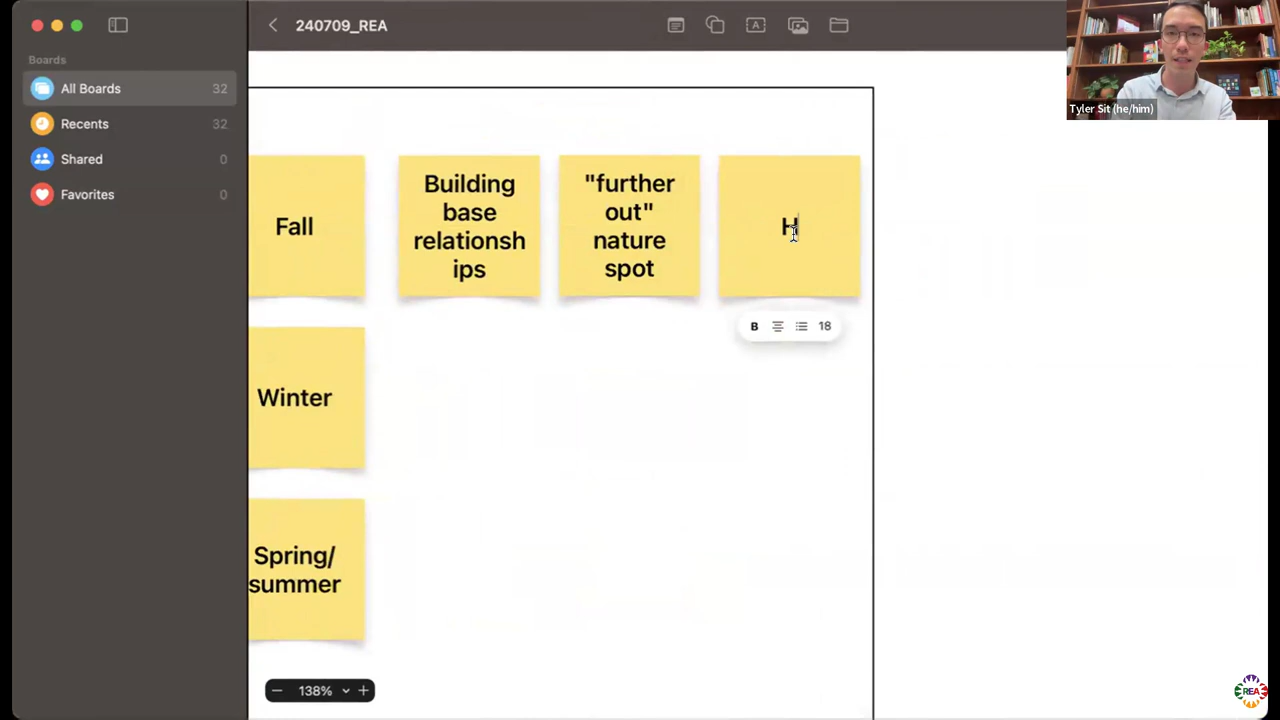 240709_REA
Tyler Sit (he/him)
Boards
All Boards 32
Recents 32
Shared 0
Favorites 0
Fall
Building
base
relationsh
ips
"further
out"
nature
spot
H
B
18
Winter
Spring/
summer
138%
REA